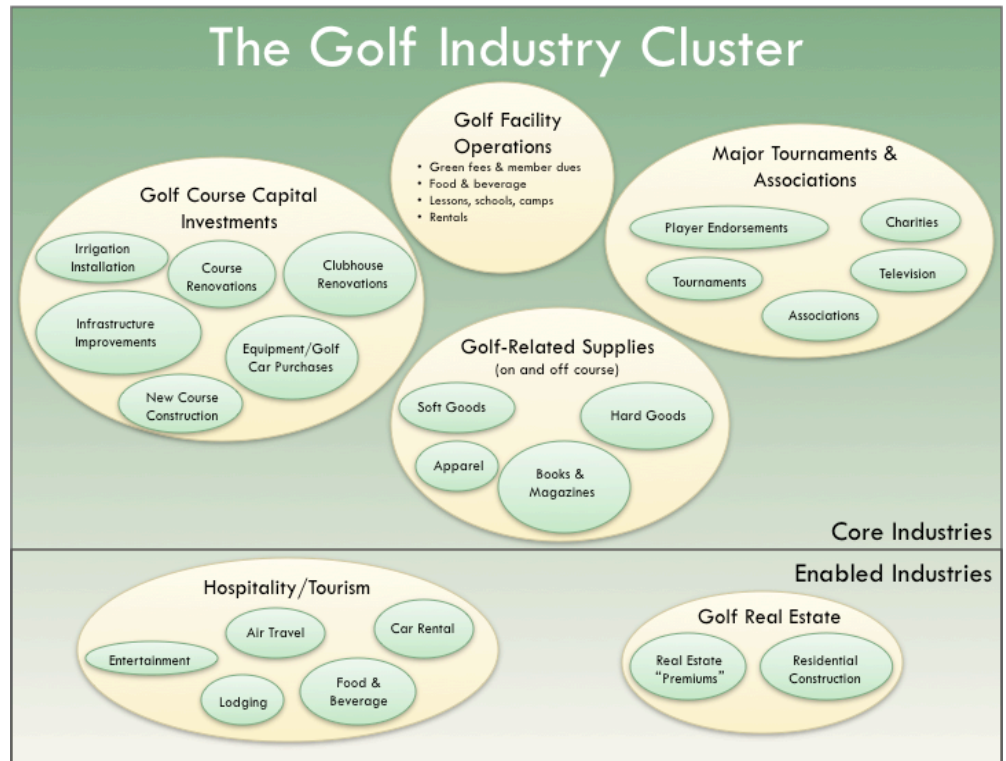 The Golf Industry Cluster
Golf Facility
Operations
• Green fees & member dues
• Food & beverage
• Lessons, schools, camps
• Rentals
Major Tournaments &
Associations
Player Endorsements
Charities
Tournaments
Television
Associations
Golf Course Capital
Investments
Irrigation
Installation
Course
Renovations
Clubhouse
Renovations
Infrastructure
Improvements
Equipment/Golf
Car Purchases
New Course
Construction
Golf-Related Supplies
(on and off course)
Soft Goods
Hard Goods
Apparel
Books &
Magazines
Core Industries
Enabled Industries
Hospitality/Tourism
Air Travel
Car Rental
Entertainment
Lodging
Food &
Beverage
Golf Real Estate
Real Estate
“Premiums”
Residential
Construction